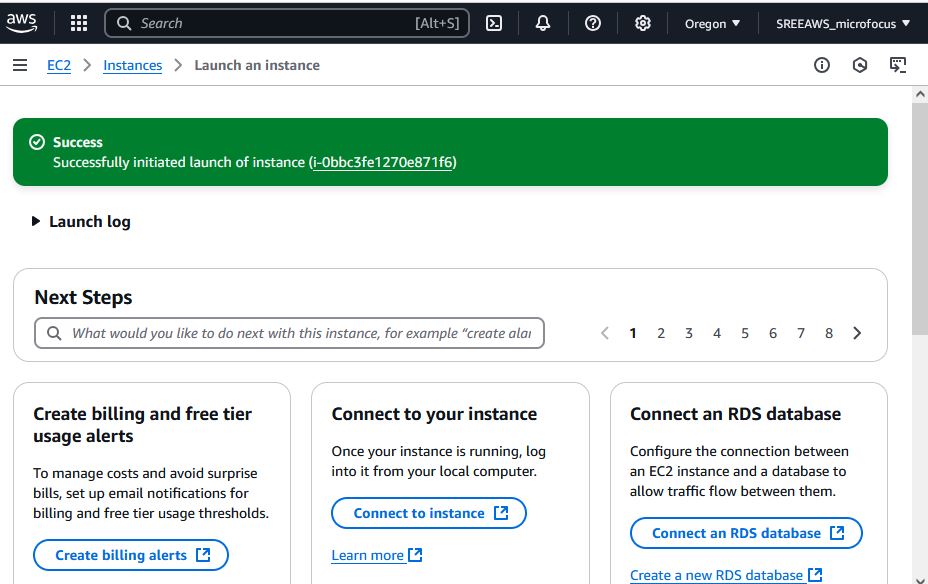 aws
Search [Alt+S]
Oregon
SREEAWS_microfocus
EC2
Instances
Launch an instance
Success
Successfully initiated launch of instance (i-0bbc3fe1270e871f6)
Launch log
Next Steps
What would you like to do next with this instance, for example “create alar
1 2 3 4 5 6 7 8
Create billing and free tier
usage alerts
To manage costs and avoid surprise
bills, set up email notifications for
billing and free tier usage thresholds.
Create billing alerts
Connect to your instance
Once your instance is running, log
into it from your local computer.
Connect to instance
Learn more
Connect an RDS database
Configure the connection between
an EC2 instance and a database to
allow traffic flow between them.
Connect an RDS database
Create a new RDS database